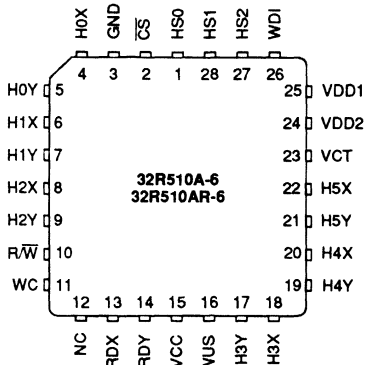 H0X GND CS HS0 HS1 HS2 WDI
4 3 2 1 28 27 26
H0Y 5 25 VDD1
H1X 6 24 VDD2
H1Y 7 23 VCT
32R510A-6
32R510AR-6
H2X 8 22 H5X
H2Y 9 21 H5Y
R/W 10 20 H4X
WC 11 19 H4Y
12 13 14 15 16 17 18
NC RDX RDY VCC WUS H3Y H3X